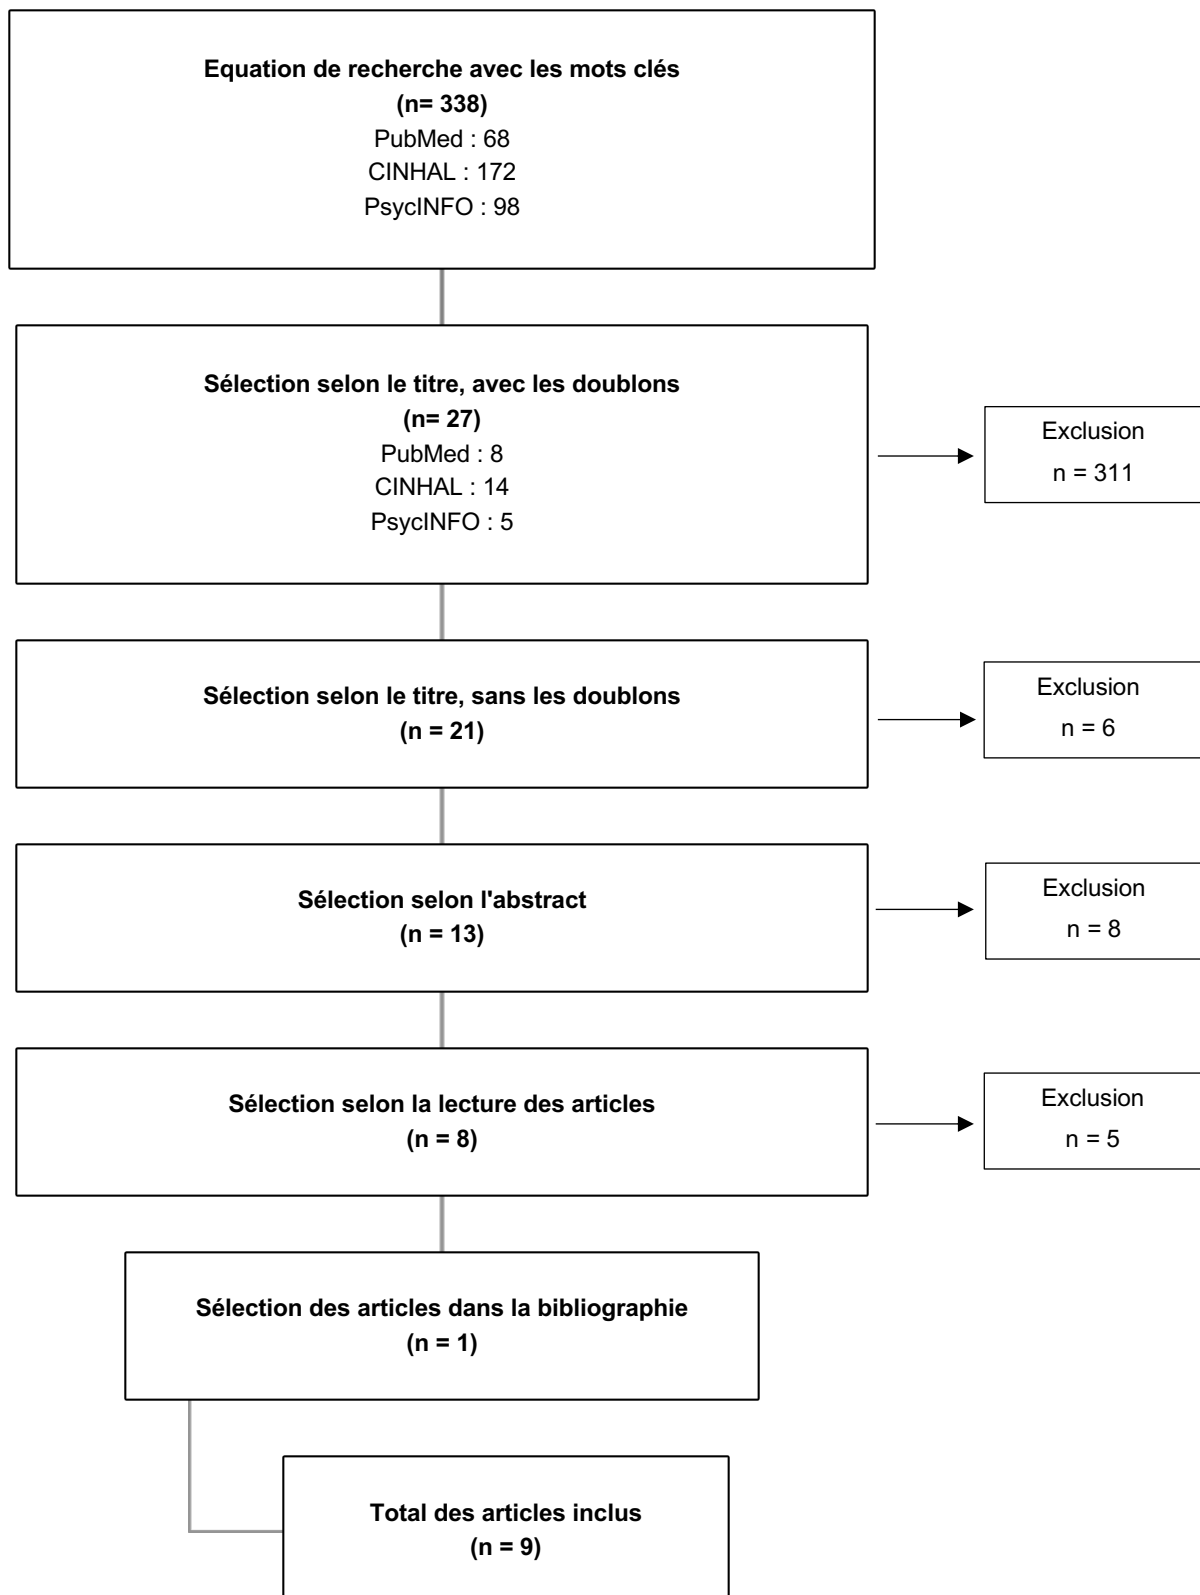 Equation de recherche avec les mots clés
(n= 338)
PubMed : 68
CINHAL : 172
PsycINFO : 98
Sélection selon le titre, avec les doublons
(n= 27)
PubMed : 8
CINHAL : 14
PsycINFO : 5
Exclusion
n = 311
Sélection selon le titre, sans les doublons
(n = 21)
Exclusion
n = 6
Sélection selon l'abstract
(n = 13)
Exclusion
n = 8
Sélection selon la lecture des articles
(n = 8)
Exclusion
n = 5
Sélection des articles dans la bibliographie
(n = 1)
Total des articles inclus
(n = 9)